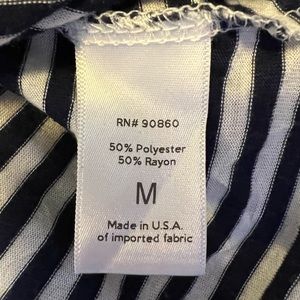 RN# 90860
50% Polyester
50% Rayon
M
Made in U.S.A.
of imported fabric